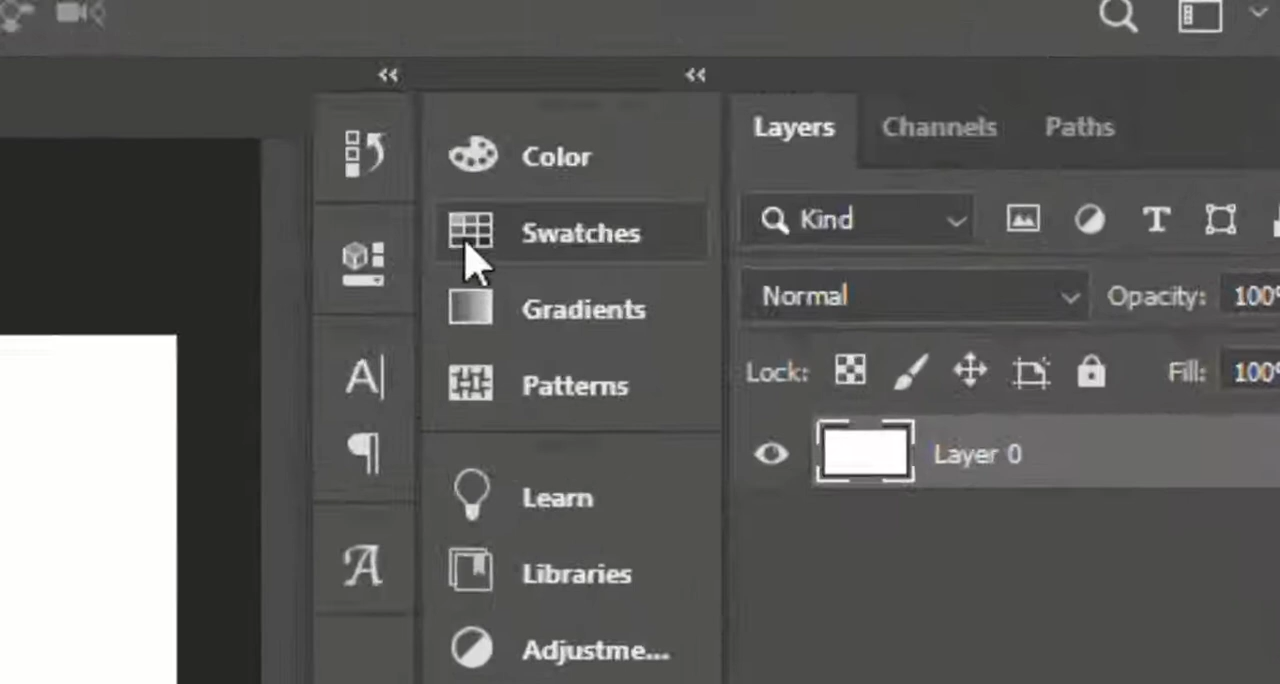 Color
Swatches
Gradients
Patterns
Learn
Libraries
Adjustme...
Layers Channels Paths
Kind
Normal Opacity: 100%
Lock: Fill: 100%
Layer 0